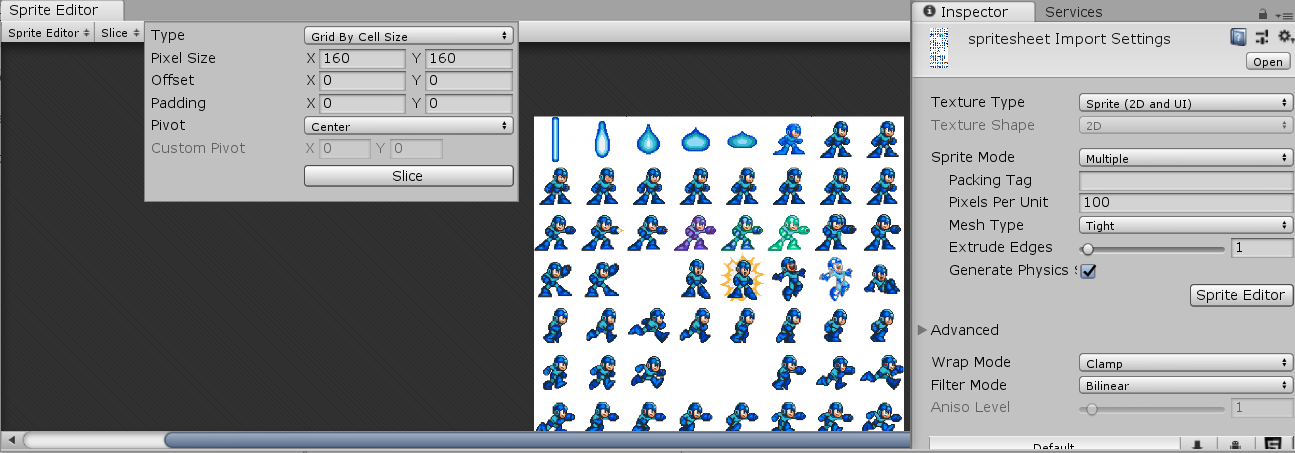 Sprite Editor
Sprite Editor Slice
Type Grid By Cell Size
Pixel Size X 160 Y 160
Offset X 0 Y 0
Padding X 0 Y 0
Pivot Center
Custom Pivot X 0 Y 0
Slice
Inspector Services
spritesheet Import Settings
Open
Texture Type Sprite (2D and UI)
Texture Shape 2D
Sprite Mode Multiple
Packing Tag
Pixels Per Unit 100
Mesh Type Tight
Extrude Edges 1
Generate Physics S
Sprite Editor
Advanced
Wrap Mode Clamp
Filter Mode Bilinear
Aniso Level 1
Default